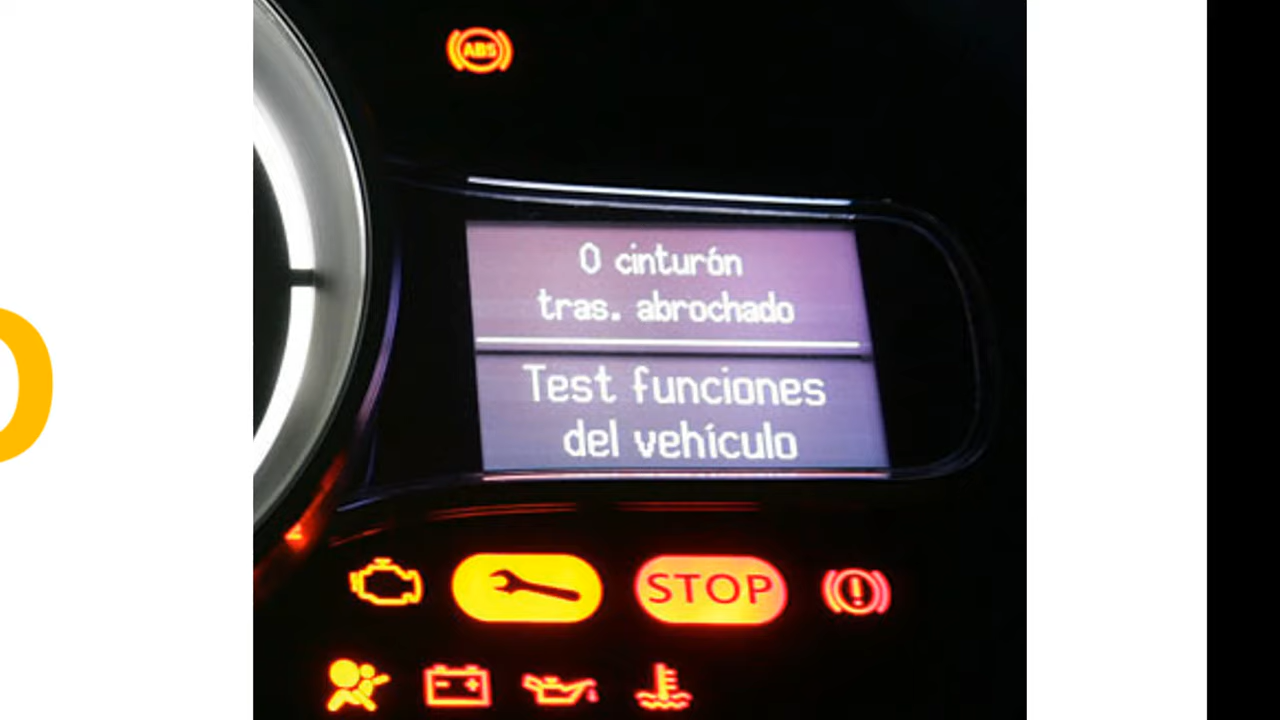 ABS
0 cinturón
tras. abrochado
Test funciones
del vehículo
STOP